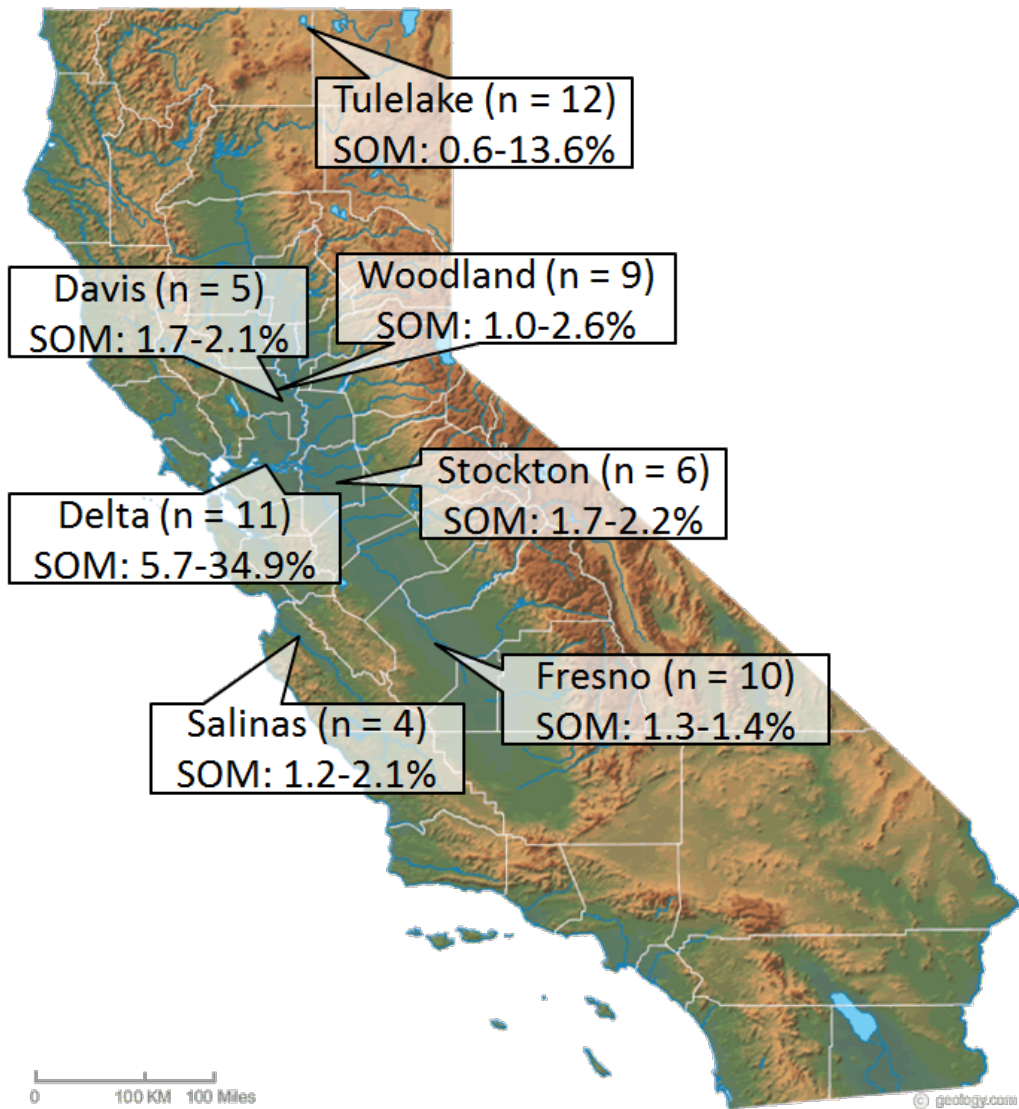 Tulelake (n = 12)
SOM: 0.6-13.6%
Davis (n = 5)
SOM: 1.7-2.1%
Woodland (n = 9)
SOM: 1.0-2.6%
Stockton (n = 6)
SOM: 1.7-2.2%
Delta (n = 11)
SOM: 5.7-34.9%
Fresno (n = 10)
SOM: 1.3-1.4%
Salinas (n = 4)
SOM: 1.2-2.1%
0 100 KM 100 Miles
© geology.com